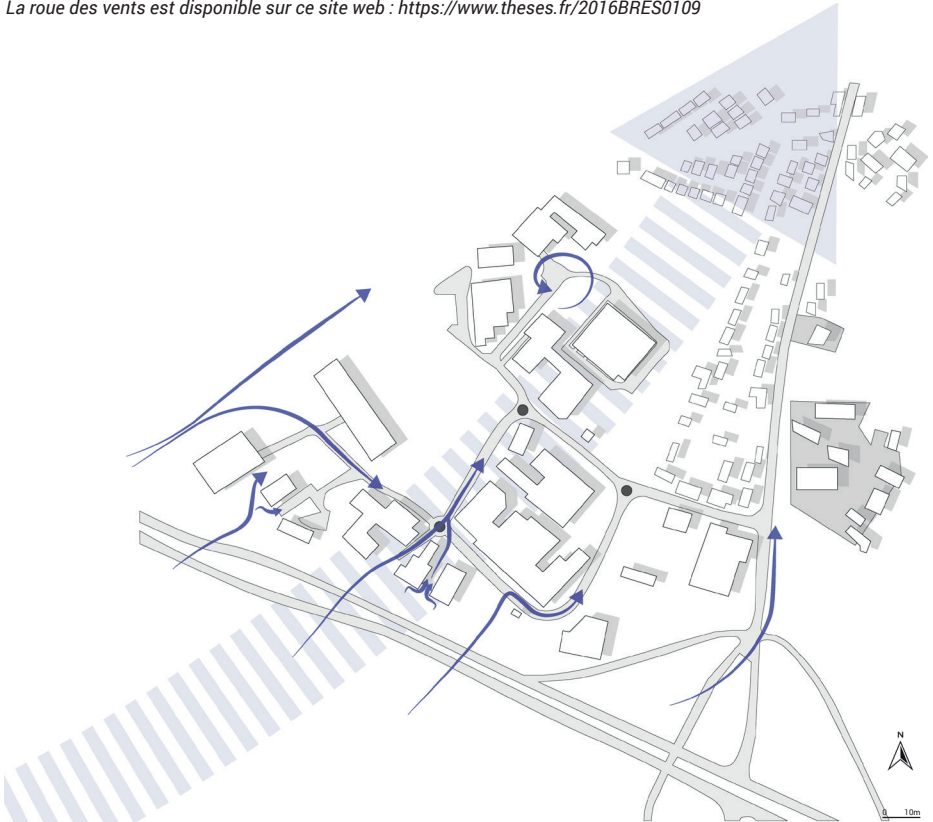 La roue des vents est disponible sur ce site web : https://www.theses.fr/2016BRES0109
N
0 10m